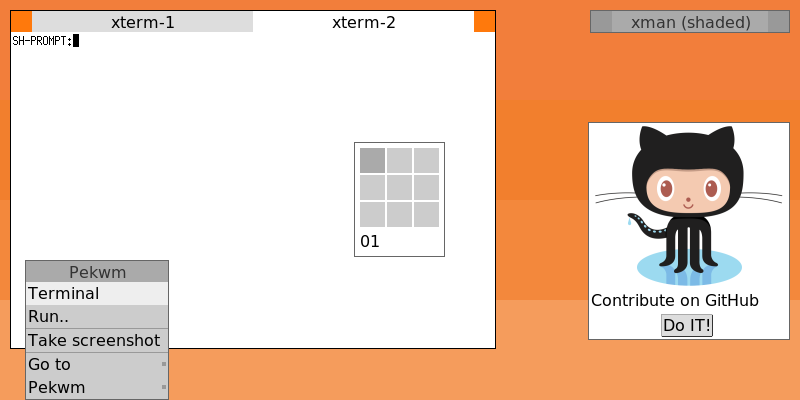 xterm-1
xterm-2
xman (shaded)
SH-PROMPT:
01
Pekwm
Terminal
Run..
Take screenshot
Go to
Pekwm
Contribute on GitHub
Do IT!